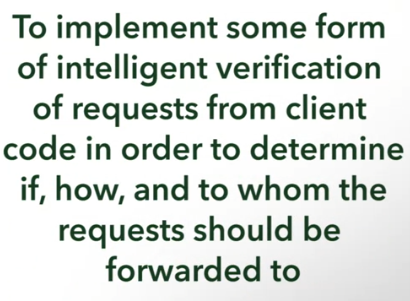 To implement some form
of intelligent verification
of requests from client
code in order to determine
if, how, and to whom the
requests should be
forwarded to